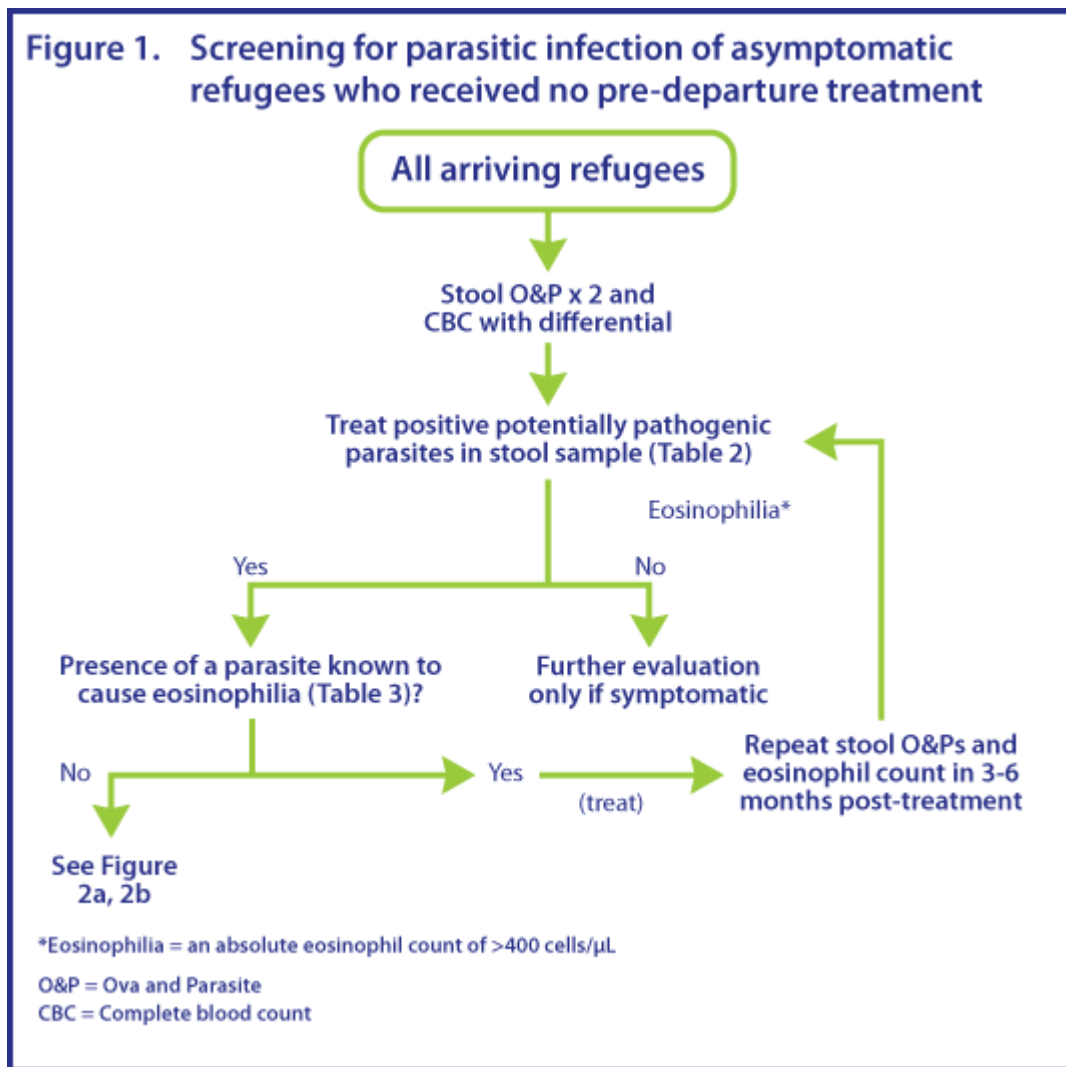 Figure 1. Screening for parasitic infection of asymptomatic
refugees who received no pre-departure treatment
All arriving refugees
Stool O&P x 2 and
CBC with differential
Treat positive potentially pathogenic
parasites in stool sample (Table 2)
Eosinophilia*
Yes
No
Presence of a parasite known to
cause eosinophilia (Table 3)?
Further evaluation
only if symptomatic
No
Yes
(treat)
Repeat stool O&Ps and
eosinophil count in 3-6
months post-treatment
See Figure
2a, 2b
*Eosinophilia = an absolute eosinophil count of >400 cells/µL
O&P = Ova and Parasite
CBC = Complete blood count